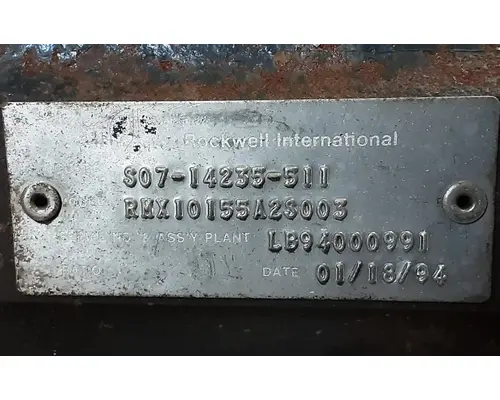 Rockwell International
S07-14235-511
RMX10155A2S003
& ASS'Y PLANT LB94000991
DATE 01/18/94